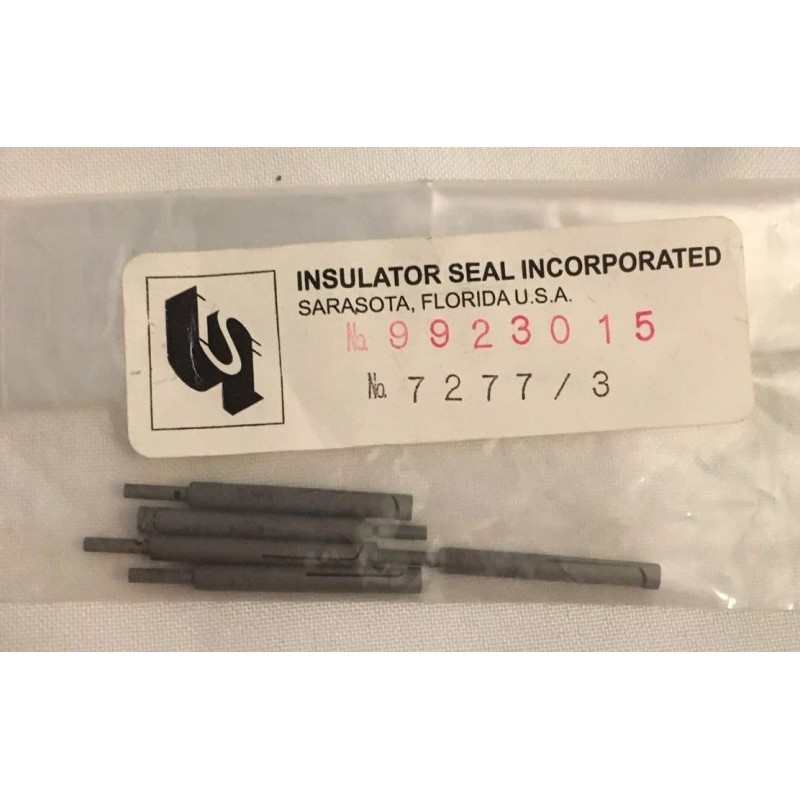 INSULATOR SEAL INCORPORATED
SARASOTA, FLORIDA U.S.A.
No. 9923015
No. 7277/3